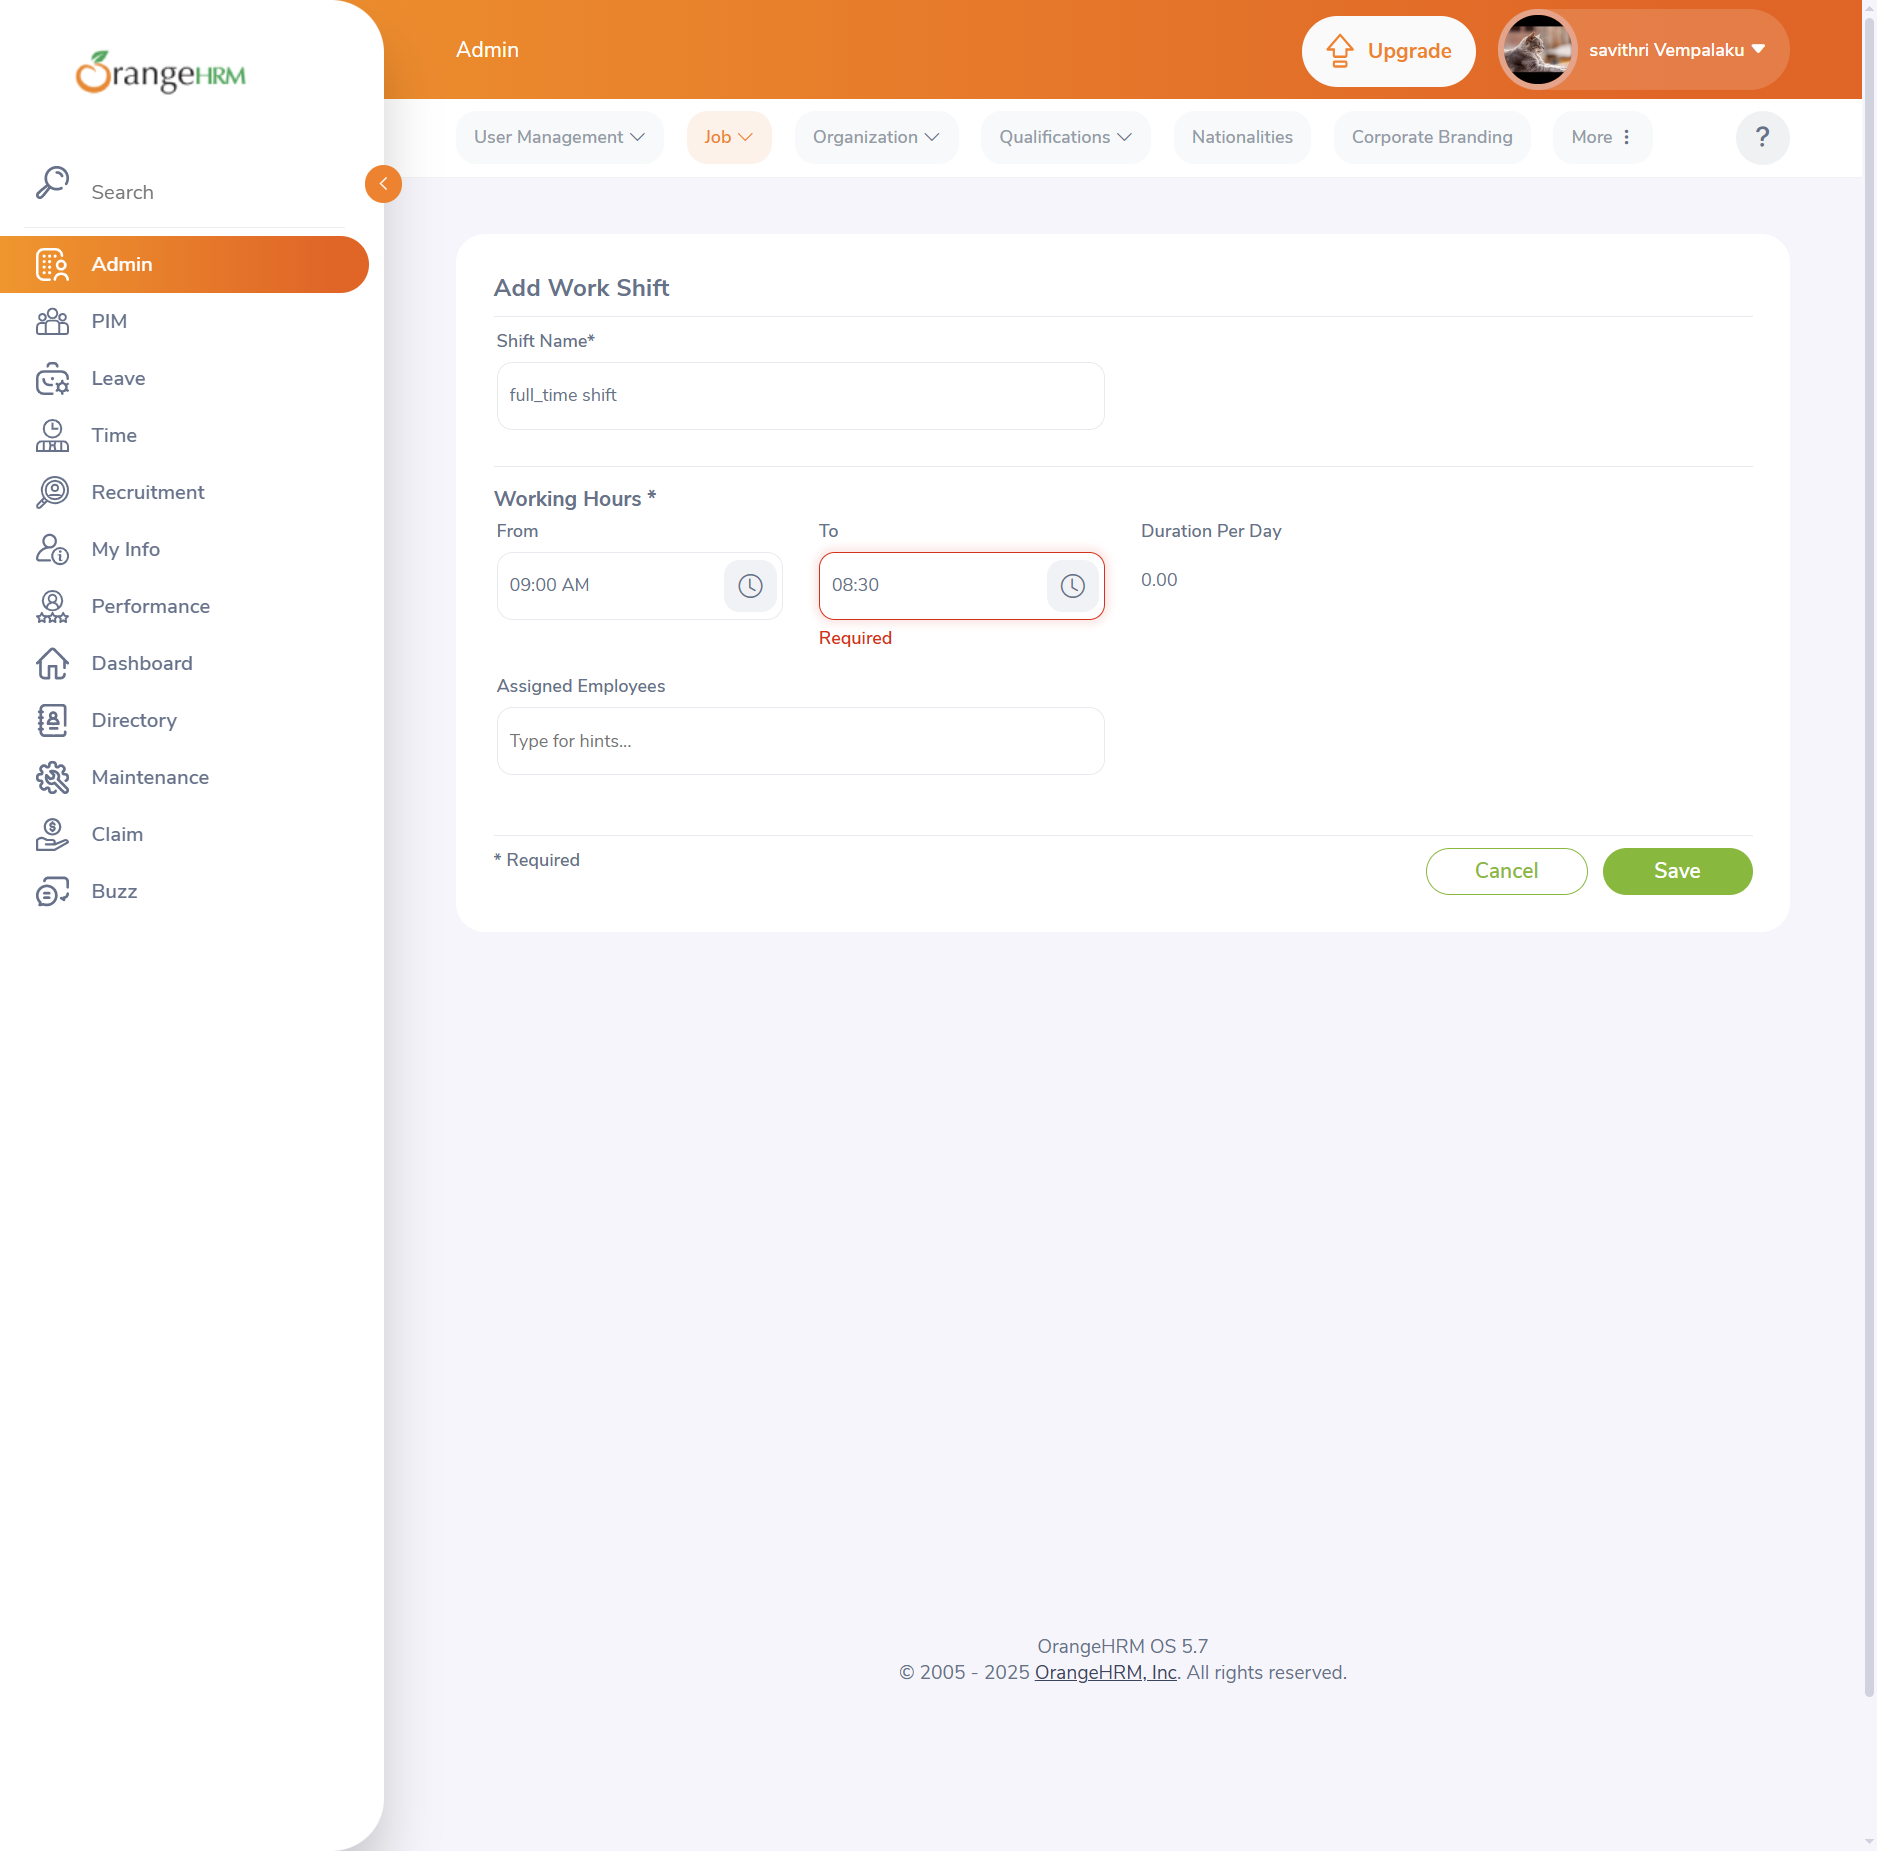 OrangeHRM
Search
Admin
PIM
Leave
Time
Recruitment
My Info
Performance
Dashboard
Directory
Maintenance
Claim
Buzz
Admin
Upgrade
savithri Vempalaku
User Management
Job
Organization
Qualifications
Nationalities
Corporate Branding
More
?
Add Work Shift
Shift Name*
full_time shift
Working Hours *
From
To
Duration Per Day
09:00 AM
08:30
0.00
Required
Assigned Employees
Type for hints...
* Required
Cancel
Save
OrangeHRM OS 5.7
© 2005 - 2025 OrangeHRM, Inc. All rights reserved.